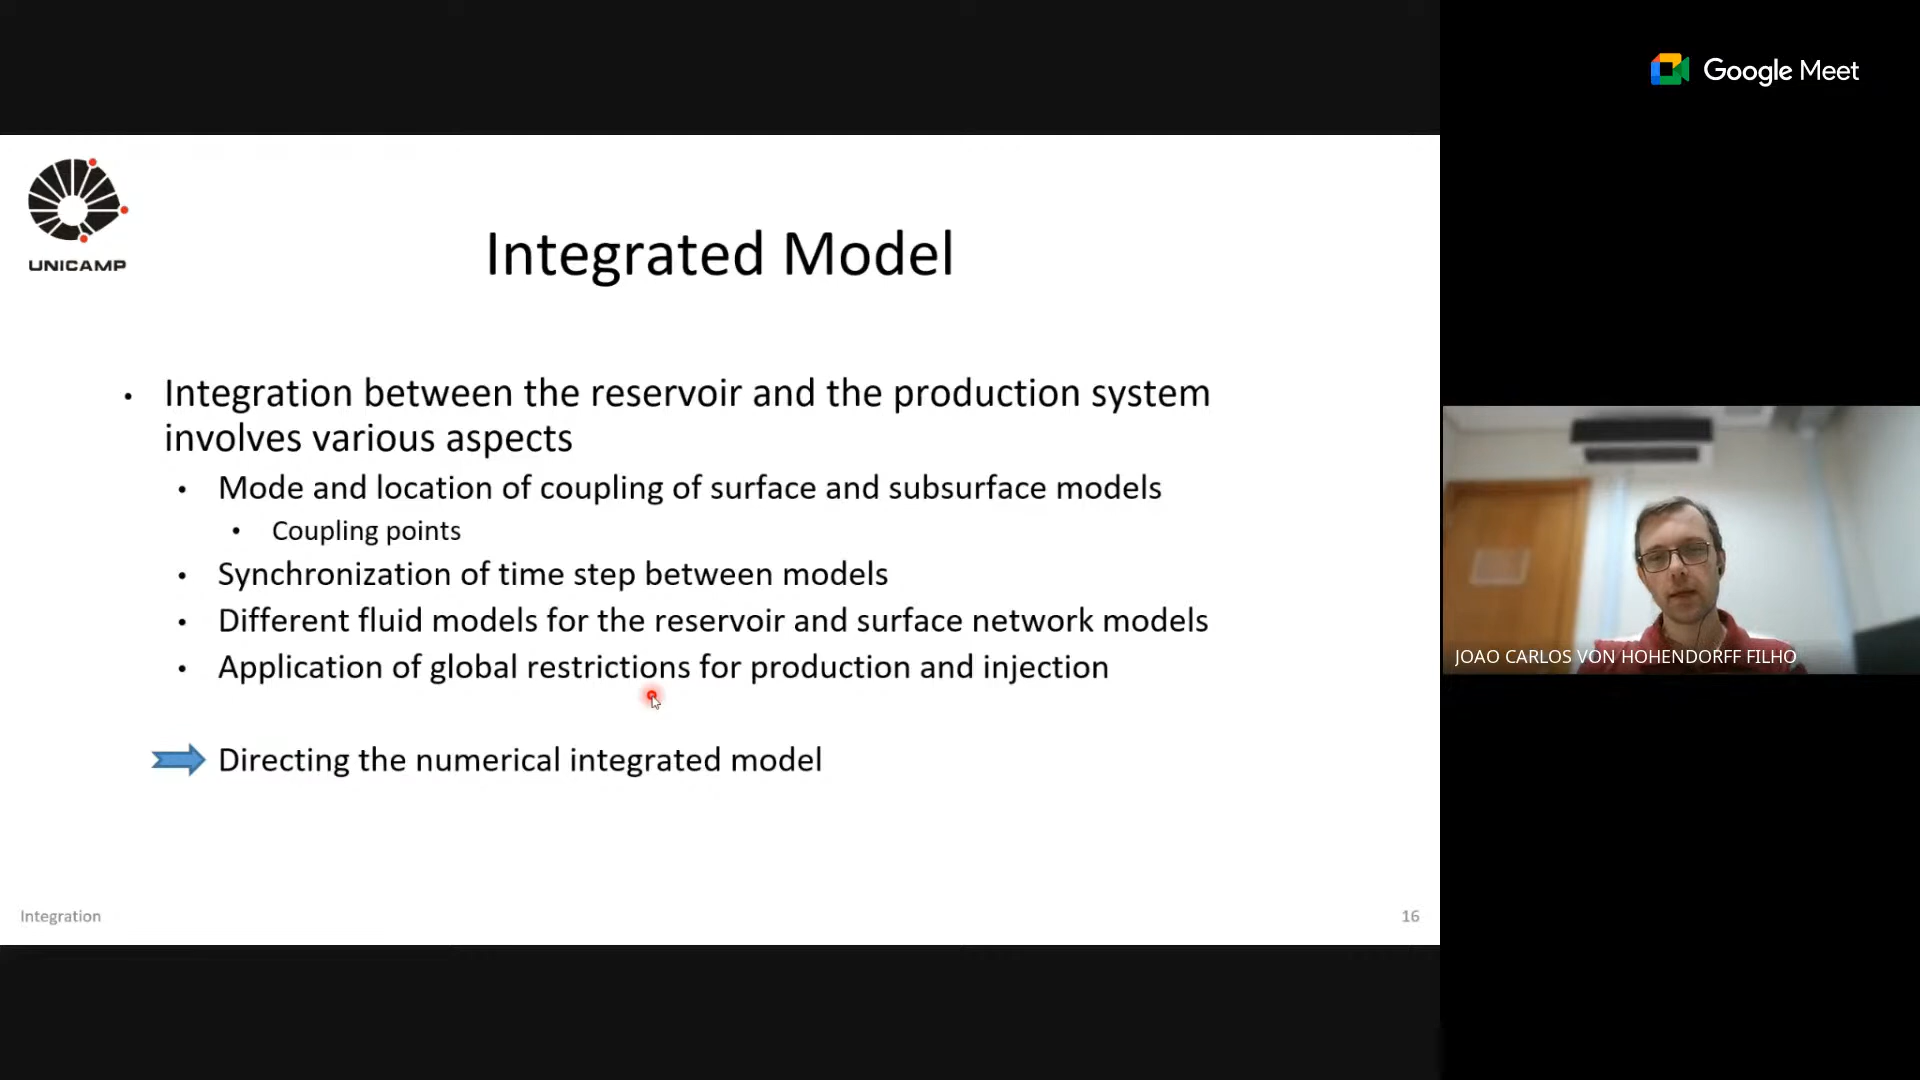 Google Meet
UNICAMP
Integrated Model
• Integration between the reservoir and the production system
involves various aspects
• Mode and location of coupling of surface and subsurface models
• Coupling points
• Synchronization of time step between models
• Different fluid models for the reservoir and surface network models
• Application of global restrictions for production and injection
Directing the numerical integrated model
JOAO CARLOS VON HOHENDORFF FILHO
Integration
16